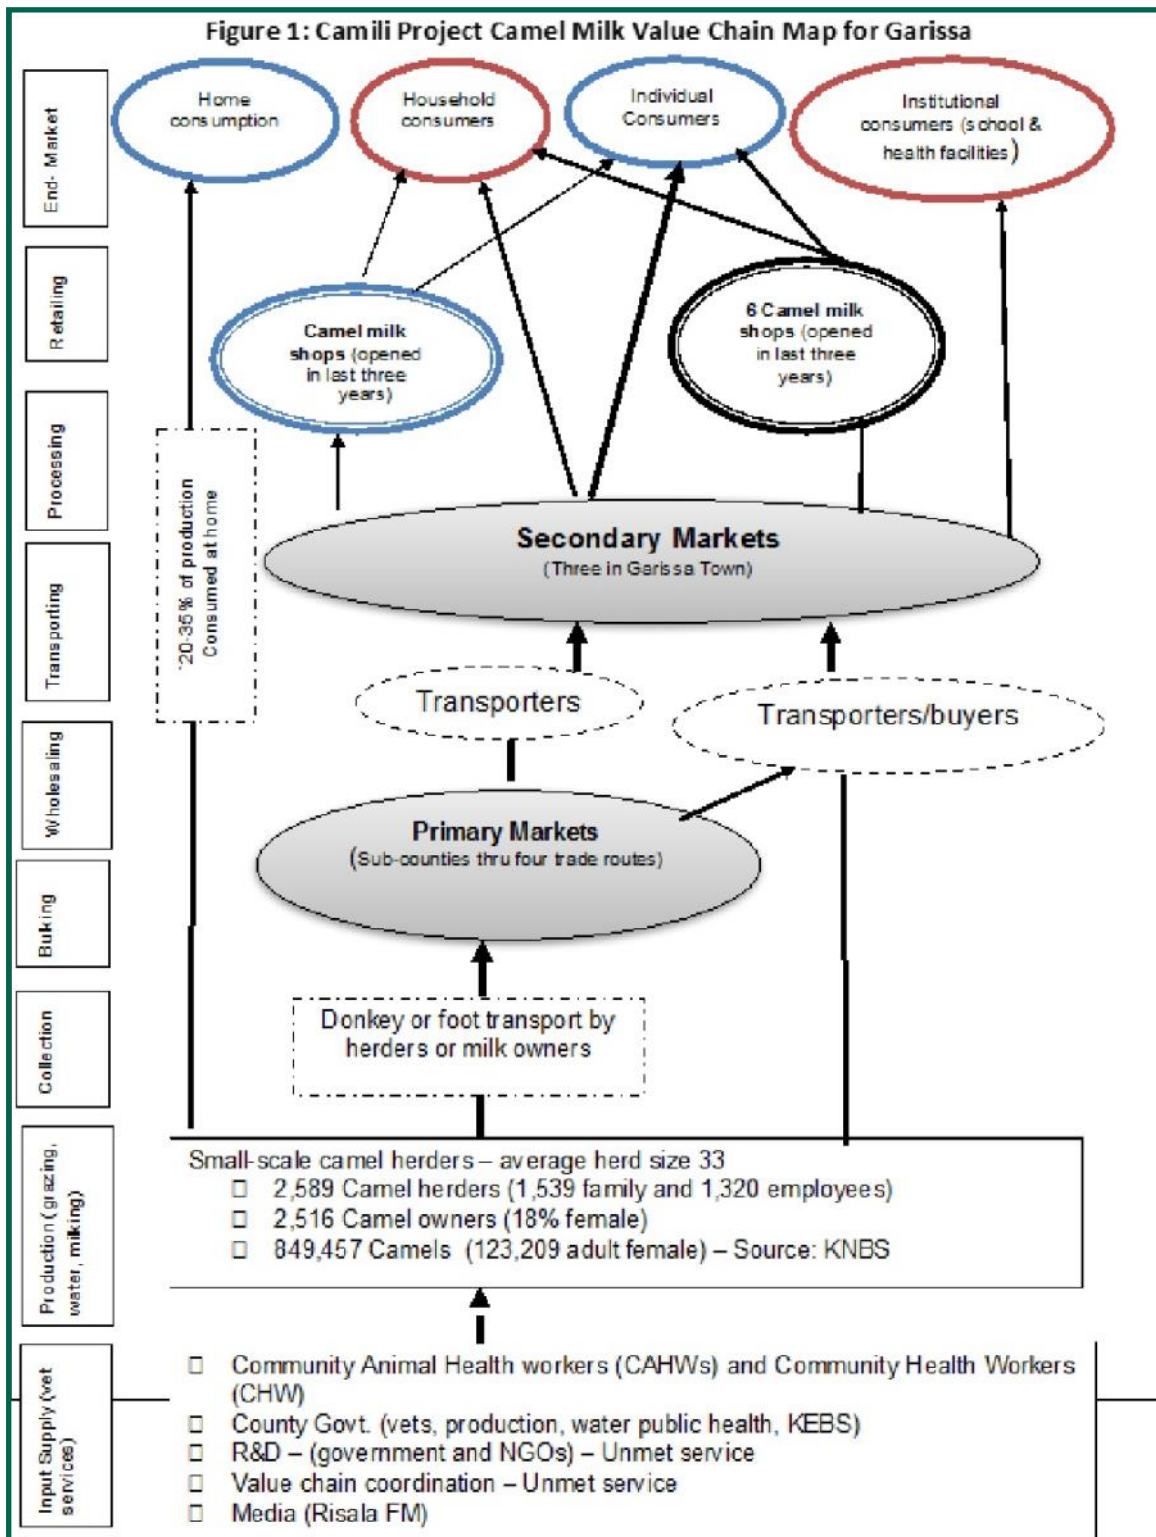 Figure 1: Camili Project Camel Milk Value Chain Map for Garissa
End- Market
Home
consumption
Household
consumers
Individual
Consumers
Institutional
consumers (school &
health facilities)
Retailing
Camel milk
shops (opened
in last three
years)
6 Camel milk
shops (opened
in last three
years)
Processing
'20-35% of production
Consumed at home
Secondary Markets
(Three in Garissa Town)
Transporting
Transporters
Transporters/buyers
Wholesaling
Primary Markets
(Sub-counties thru four trade routes)
Buking
Collection
Donkey or foot transport by
herders or milk owners
Production (grazing,
water, milking)
Small-scale camel herders – average herd size 33
2,589 Camel herders (1,539 family and 1,320 employees)
2,516 Camel owners (18% female)
849,457 Camels (123,209 adult female) – Source: KNBS
Input Supply (vet
services)
Community Animal Health workers (CAHWs) and Community Health Workers
(CHW)
County Govt. (vets, production, water public health, KEBS)
R&D – (government and NGOs) – Unmet service
Value chain coordination – Unmet service
Media (Risala FM)